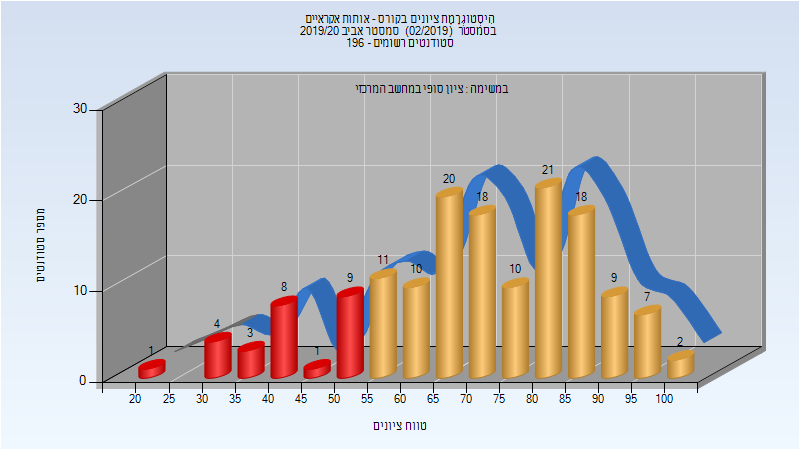 היסטוגרמת ציונים בקורס - אותות אקראיים
בסמסטר (02/2019) סמסטר אביב 2019/20
סטודנטים רשומים - 196
במשימה : ציון סופי במחשב המרכזי
מספר סטודנטים
30
20
10
0
1
4
3
8
1
9
11
10
20
18
10
21
18
9
7
2
20 25 30 35 40 45 50 55 60 65 70 75 80 85 90 95 100
טווח ציונים